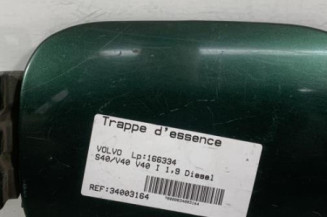 Trappe d'essence
VOLVO Lp:166334
S40/V40 V40 I 1.9 Diesel
REF:34003164